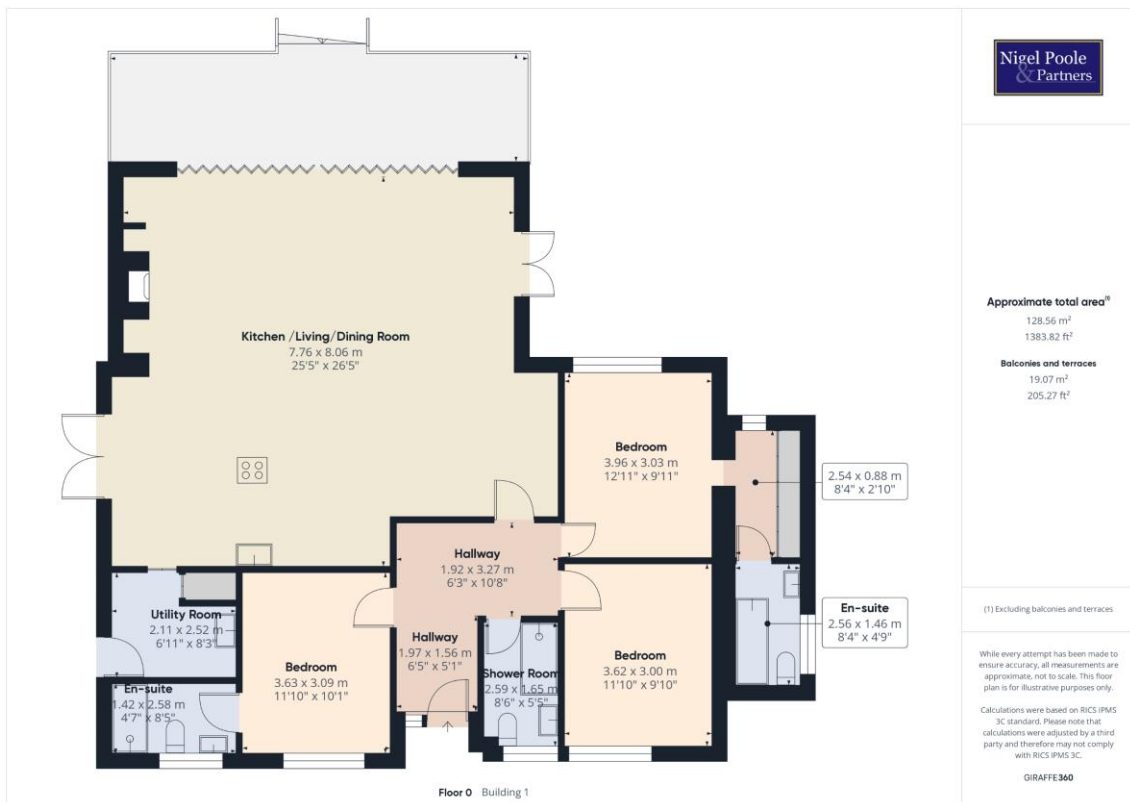 Nigel Poole
& Partners
Approximate total area⁽¹⁾
128.56 m²
1383.82 ft²
Balconies and terraces
19.07 m²
205.27 ft²
(1) Excluding balconies and terraces
While every attempt has been made to
ensure accuracy, all measurements are
approximate, not to scale. This floor
plan is for illustrative purposes only.
Calculations were based on RICS IPMS
3C standard. Please note that
calculations were adjusted by a third
party and therefore may not comply
with RICS IPMS 3C.
GIRAFFE360
Kitchen /Living/Dining Room
7.76 x 8.06 m
25'5" x 26'5"
Bedroom
3.96 x 3.03 m
12'11" x 9'11"
2.54 x 0.88 m
8'4" x 2'10"
Hallway
1.92 x 3.27 m
6'3" x 10'8"
Utility Room
2.11 x 2.52 m
6'11" x 8'3"
Hallway
1.97 x 1.56 m
6'5" x 5'1"
En-suite
2.56 x 1.46 m
8'4" x 4'9"
Bedroom
3.63 x 3.09 m
11'10" x 10'1"
Shower Room
2.59 x 1.65 m
8'6" x 5'5"
Bedroom
3.62 x 3.00 m
11'10" x 9'10"
En-suite
1.42 x 2.58 m
4'7" x 8'5"
Floor 0 Building 1